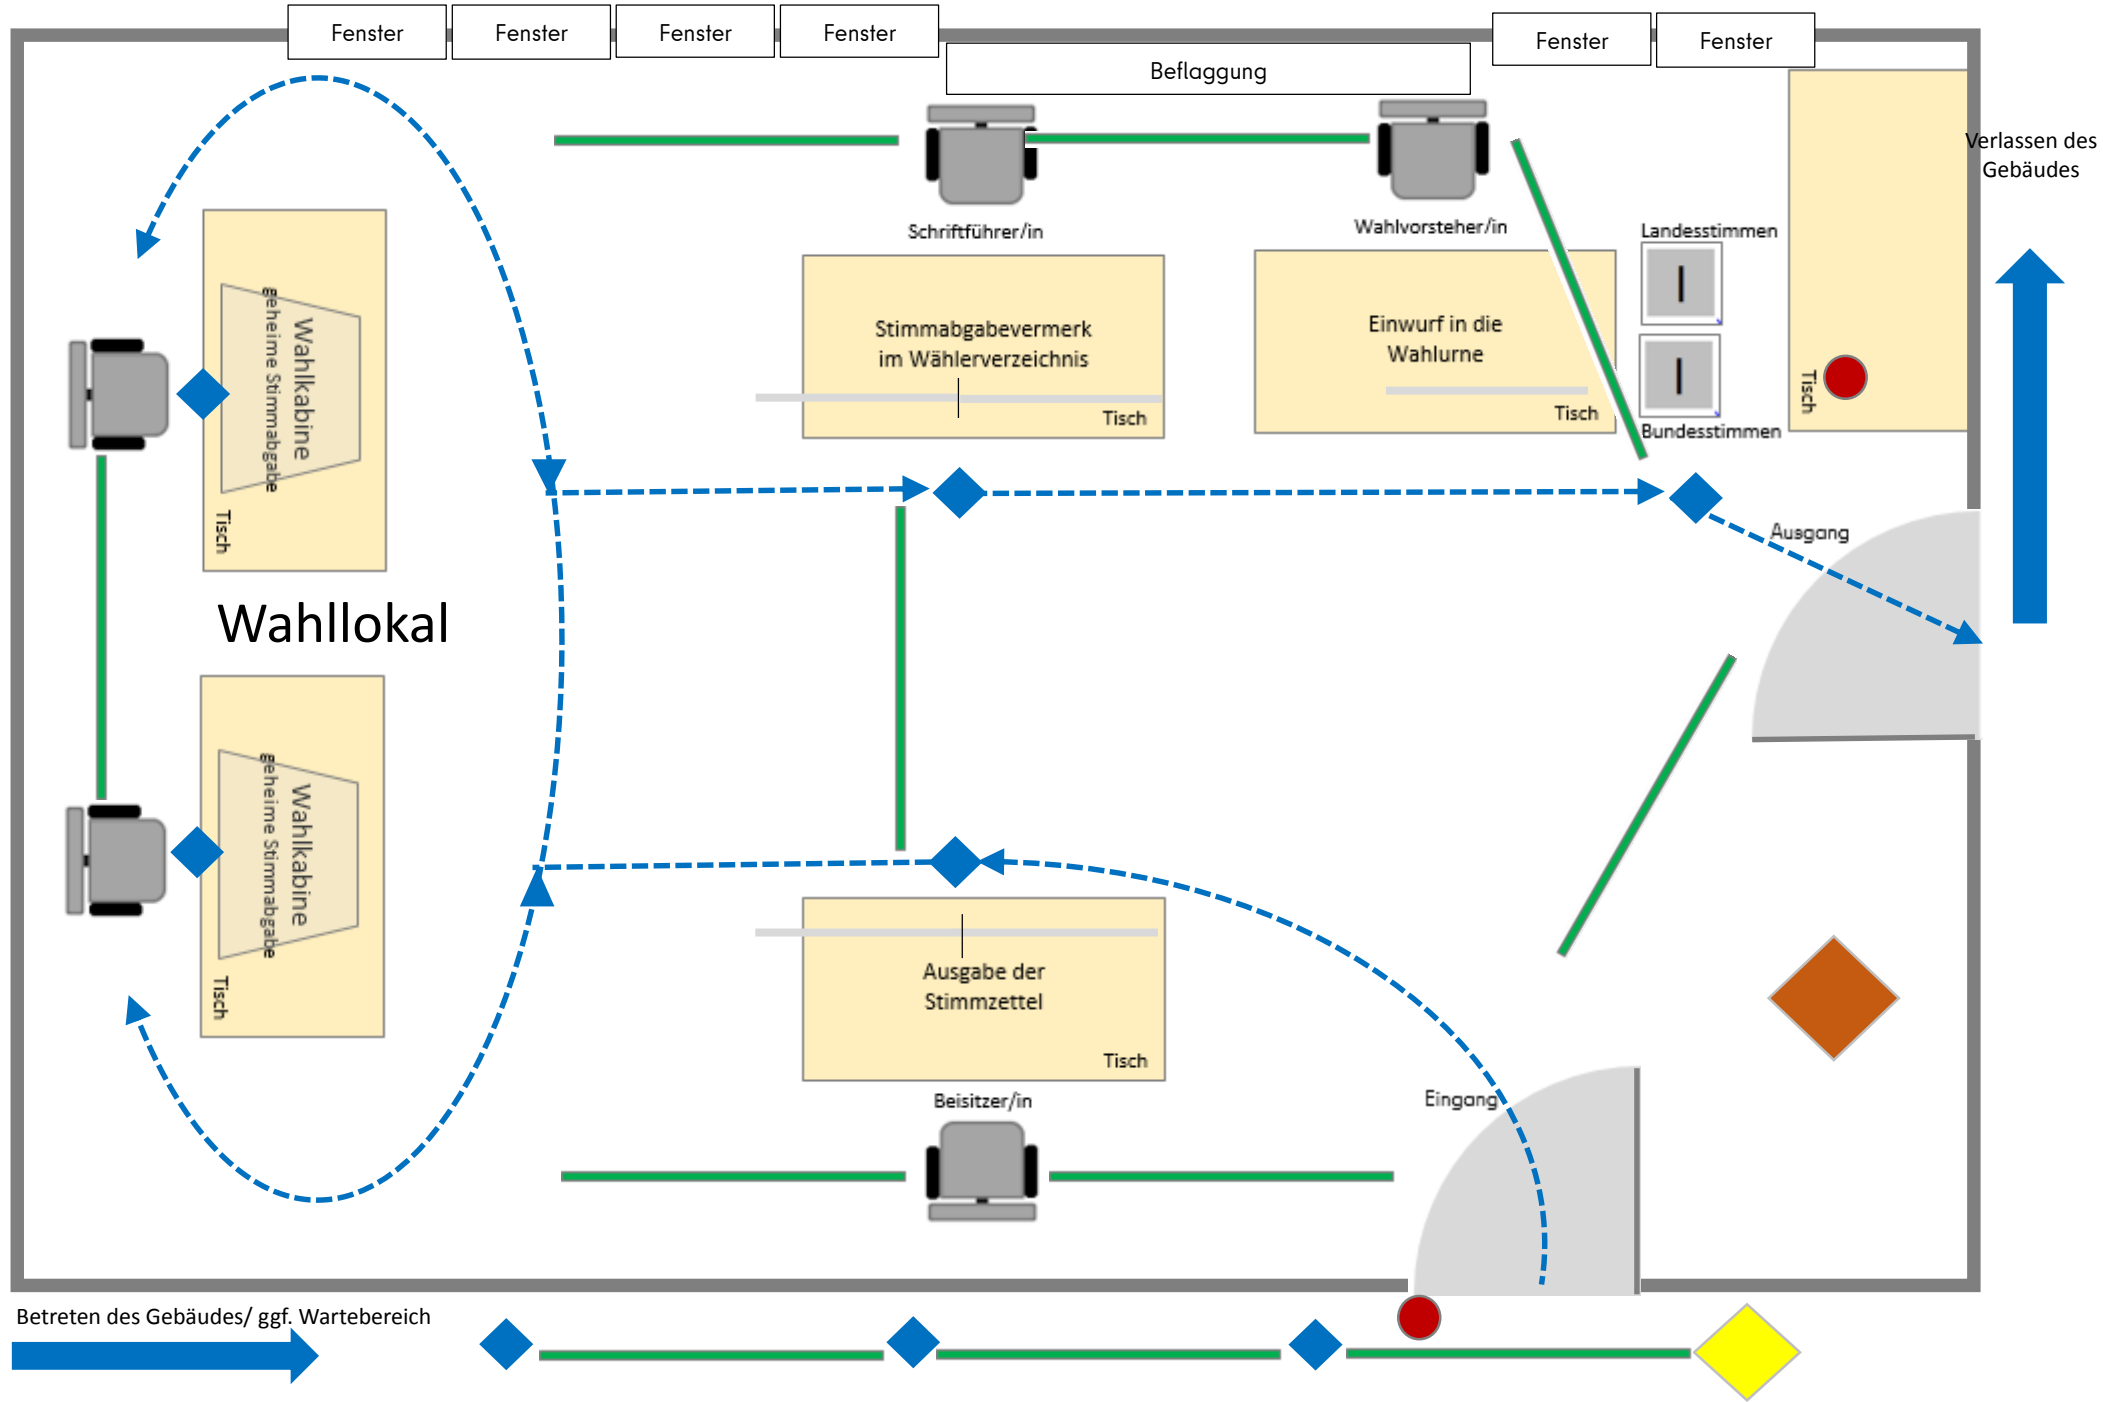 Fenster
Fenster
Fenster
Fenster
Fenster
Fenster
Beflaggung
Verlassen des
Gebäudes
Schriftführer/in
Wahlvorsteher/in
Landesstimmen
Stimmabgabevermerk
im Wählerverzeichnis
Tisch
Einwurf in die
Wahlurne
Tisch
Bundesstimmen
Tisch
Wahlkabine
geheime Stimmabgabe
Tisch
Ausgang
Wahllokal
Wahlkabine
geheime Stimmabgabe
Tisch
Ausgabe der
Stimmzettel
Tisch
Beisitzer/in
Eingang
Betreten des Gebäudes/ ggf. Wartebereich